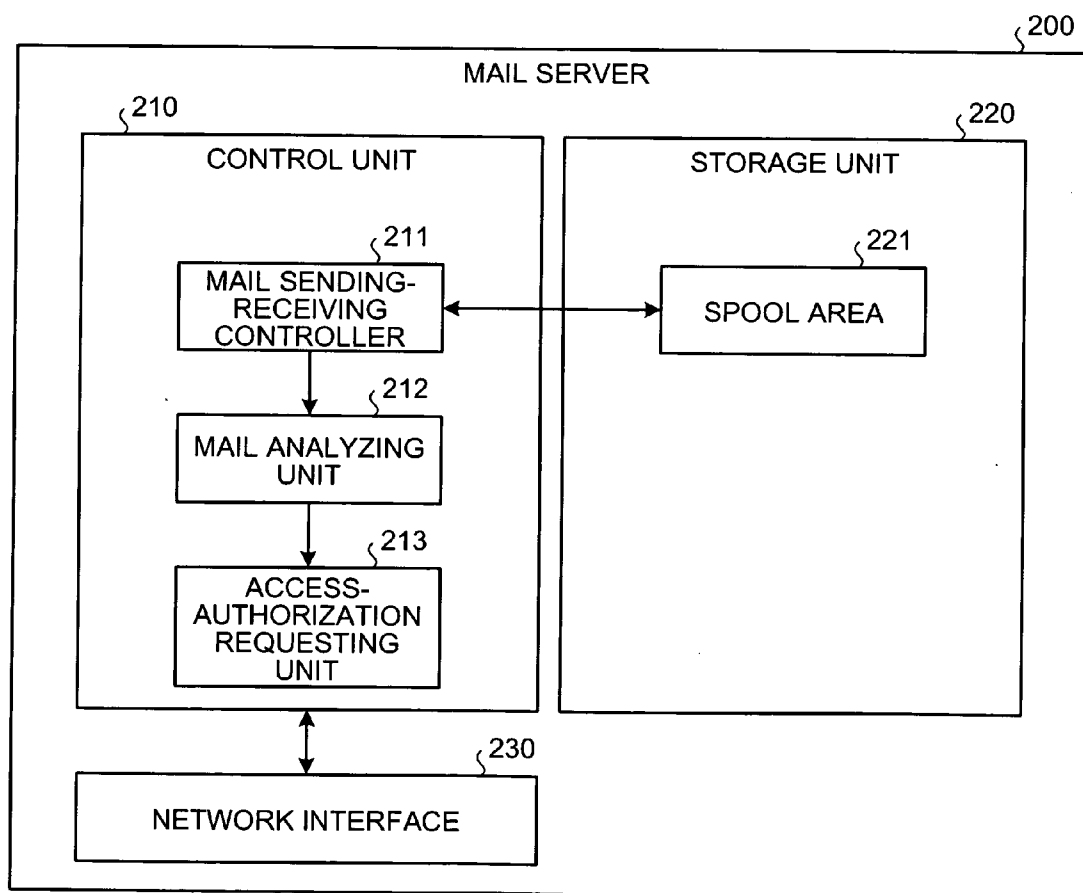 200
MAIL SERVER
210
220
CONTROL UNIT
STORAGE UNIT
211
221
MAIL SENDING-
RECEIVING
CONTROLLER
SPOOL AREA
212
MAIL ANALYZING
UNIT
213
ACCESS-
AUTHORIZATION
REQUESTING
UNIT
230
NETWORK INTERFACE